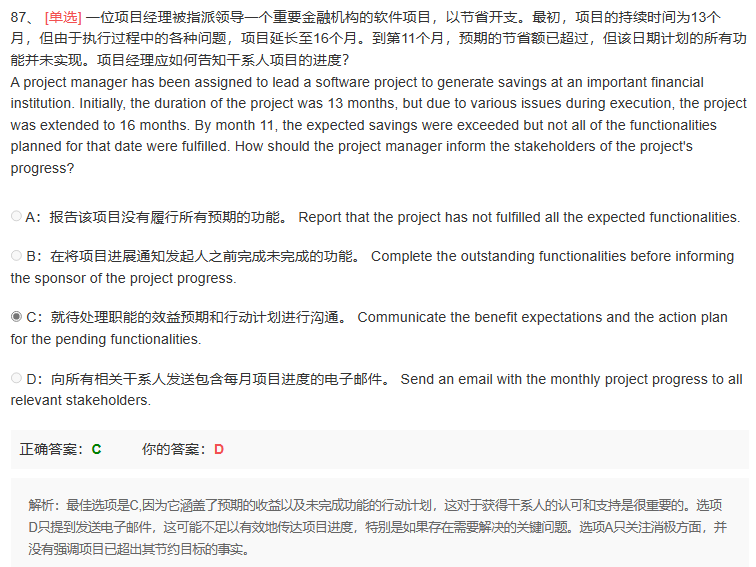 87、 [单选] 一位项目经理被指派领导一个重要金融机构的软件项目，以节省开支。最初，项目的持续时间为13个
月，但由于执行过程中的各种问题，项目延长至16个月。到第11个月，预期的节省额已超过，但该日期计划的所有功
能并未实现。项目经理应如何告知干系人项目的进度？
A project manager has been assigned to lead a software project to generate savings at an important financial
institution. Initially, the duration of the project was 13 months, but due to various issues during execution, the project
was extended to 16 months. By month 11, the expected savings were exceeded but not all of the functionalities
planned for that date were fulfilled. How should the project manager inform the stakeholders of the project's
progress?
A：报告该项目没有履行所有预期的功能。 Report that the project has not fulfilled all the expected functionalities.
B：在将项目进展通知发起人之前完成未完成的功能。 Complete the outstanding functionalities before informing
the sponsor of the project progress.
C：就待处理职能的效益预期和行动计划进行沟通。 Communicate the benefit expectations and the action plan
for the pending functionalities.
D：向所有相关干系人发送包含每月项目进度的电子邮件。 Send an email with the monthly project progress to all
relevant stakeholders.
正确答案：C 你的答案：D
解析：最佳选项是C,因为它涵盖了预期的收益以及未完成功能的行动计划，这对于获得干系人的认可和支持是很重要的。选项
D只提到发送电子邮件，这可能不足以有效地传达项目进度，特别是如果存在需要解决的关键问题。选项A只关注消极方面，并
没有强调项目已超出其节约目标的事实。